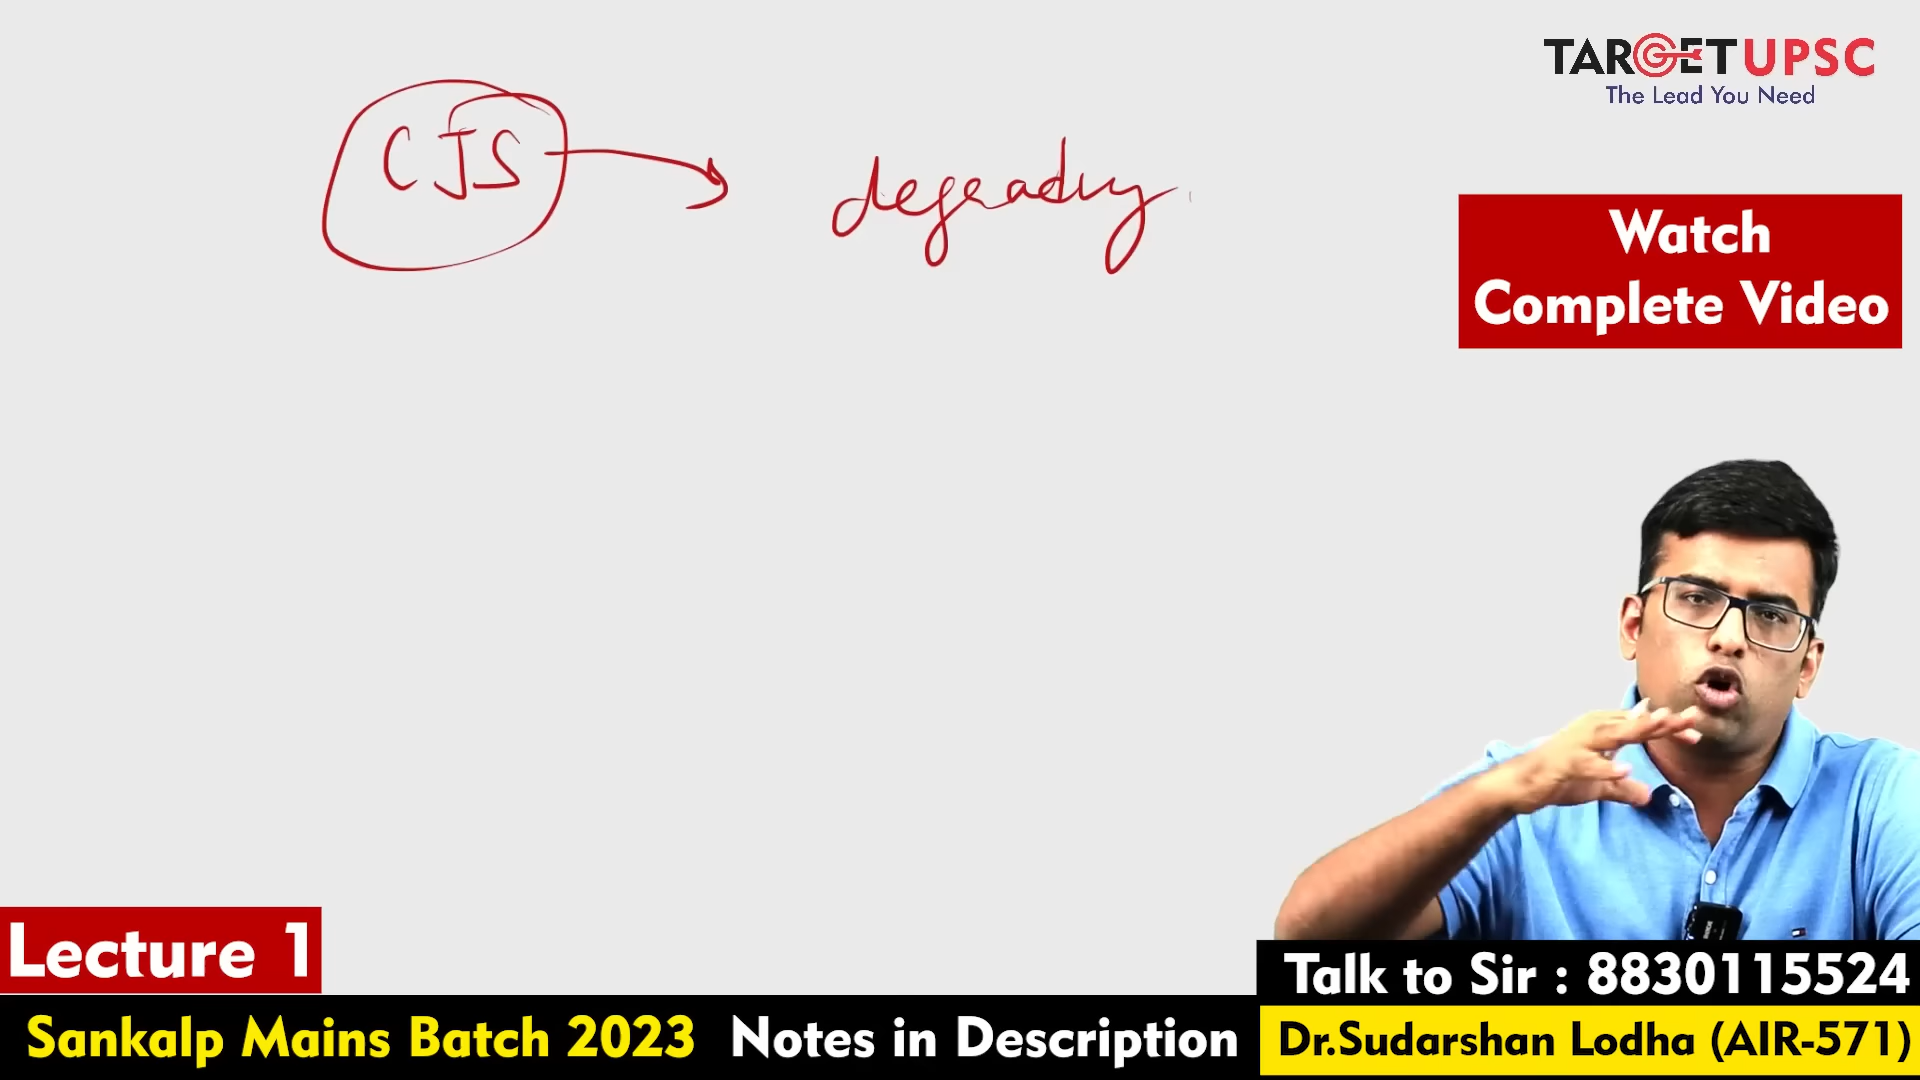 TARGET UPSC
The Lead You Need
CJS
degrading
Watch
Complete Video
Lecture 1
Talk to Sir : 8830115524
Sankalp Mains Batch 2023 Notes in Description
Dr.Sudarshan Lodha (AIR-571)